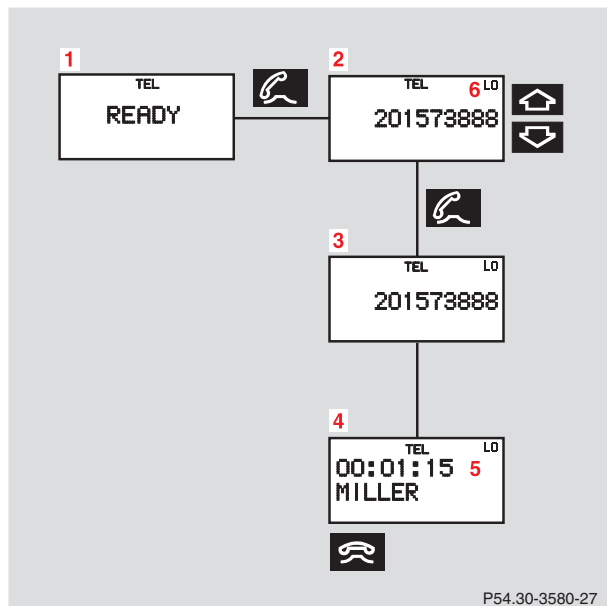 1
TEL
READY
2
TEL 6 LO
201573888
3
TEL LO
201573888
4
TEL LO
00:01:15 5
MILLER
P54.30-3580-27